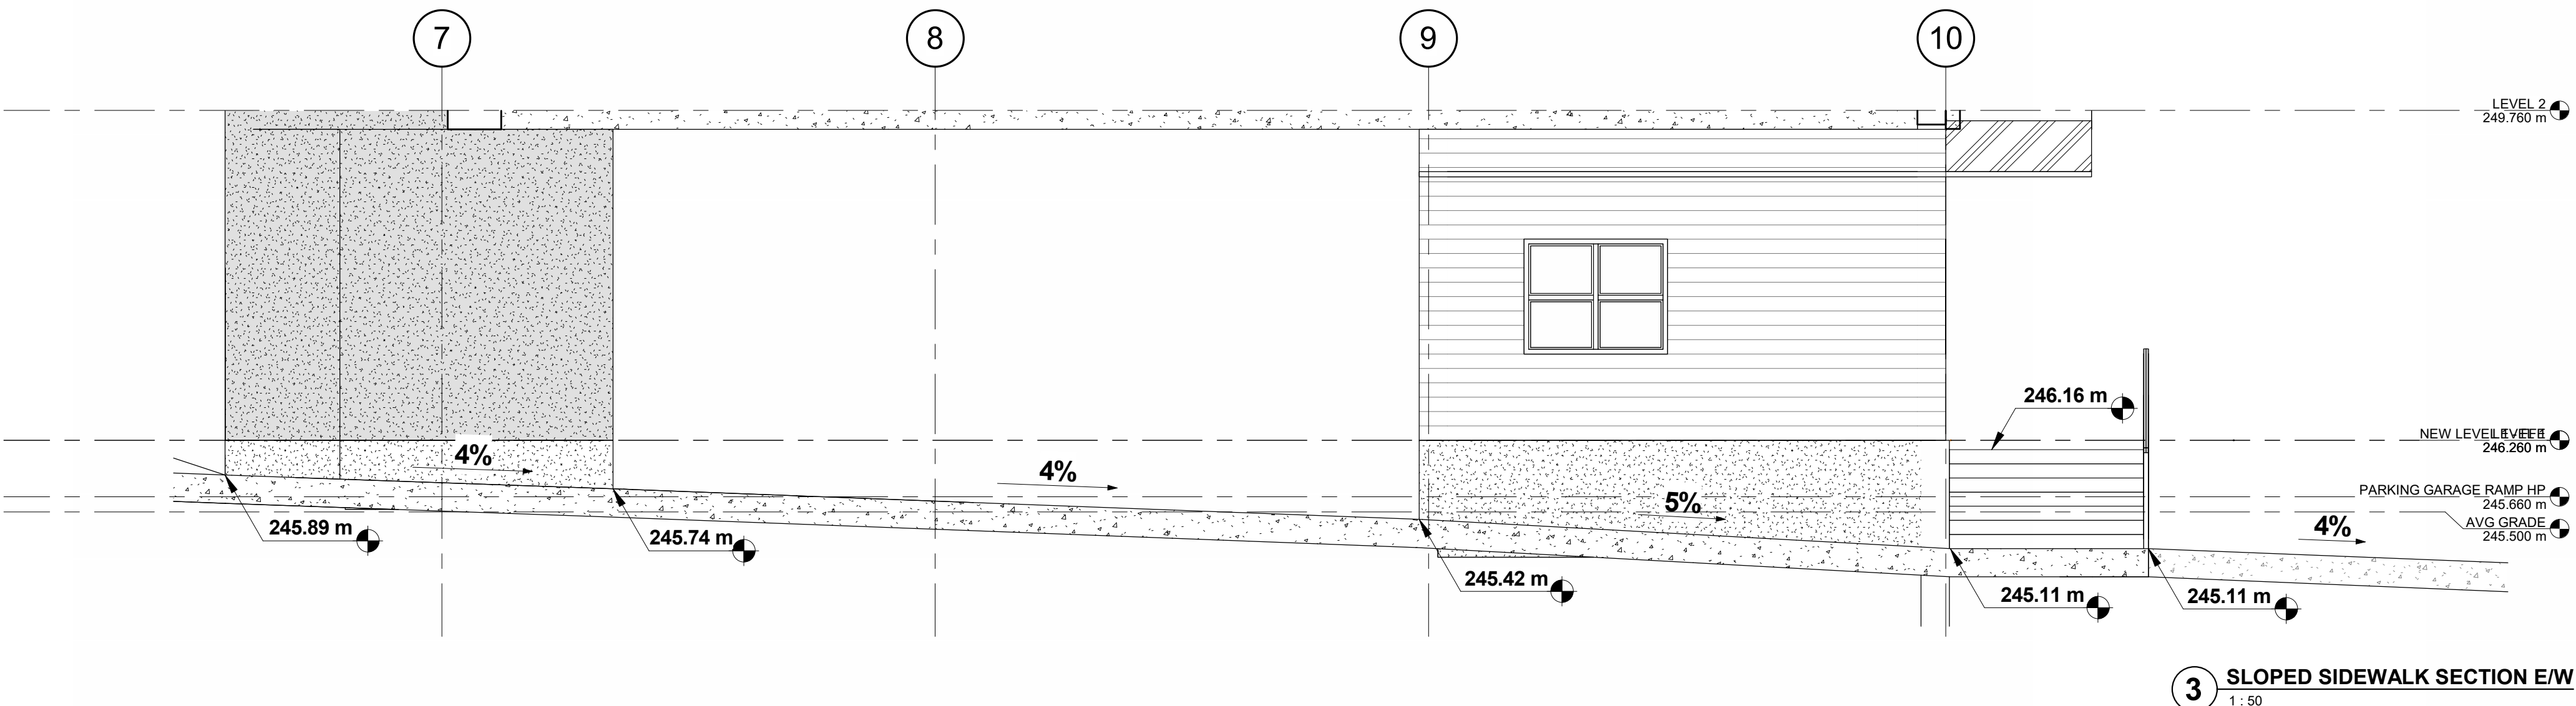 7
8
9
10
LEVEL 2
249.760 m
246.16 m
NEW LEVEL
246.260 m
4%
4%
5%
PARKING GARAGE RAMP HP
245.660 m
AVG GRADE
245.500 m
4%
245.89 m
245.74 m
245.42 m
245.11 m
245.11 m
3
SLOPED SIDEWALK SECTION E/W
1 : 50